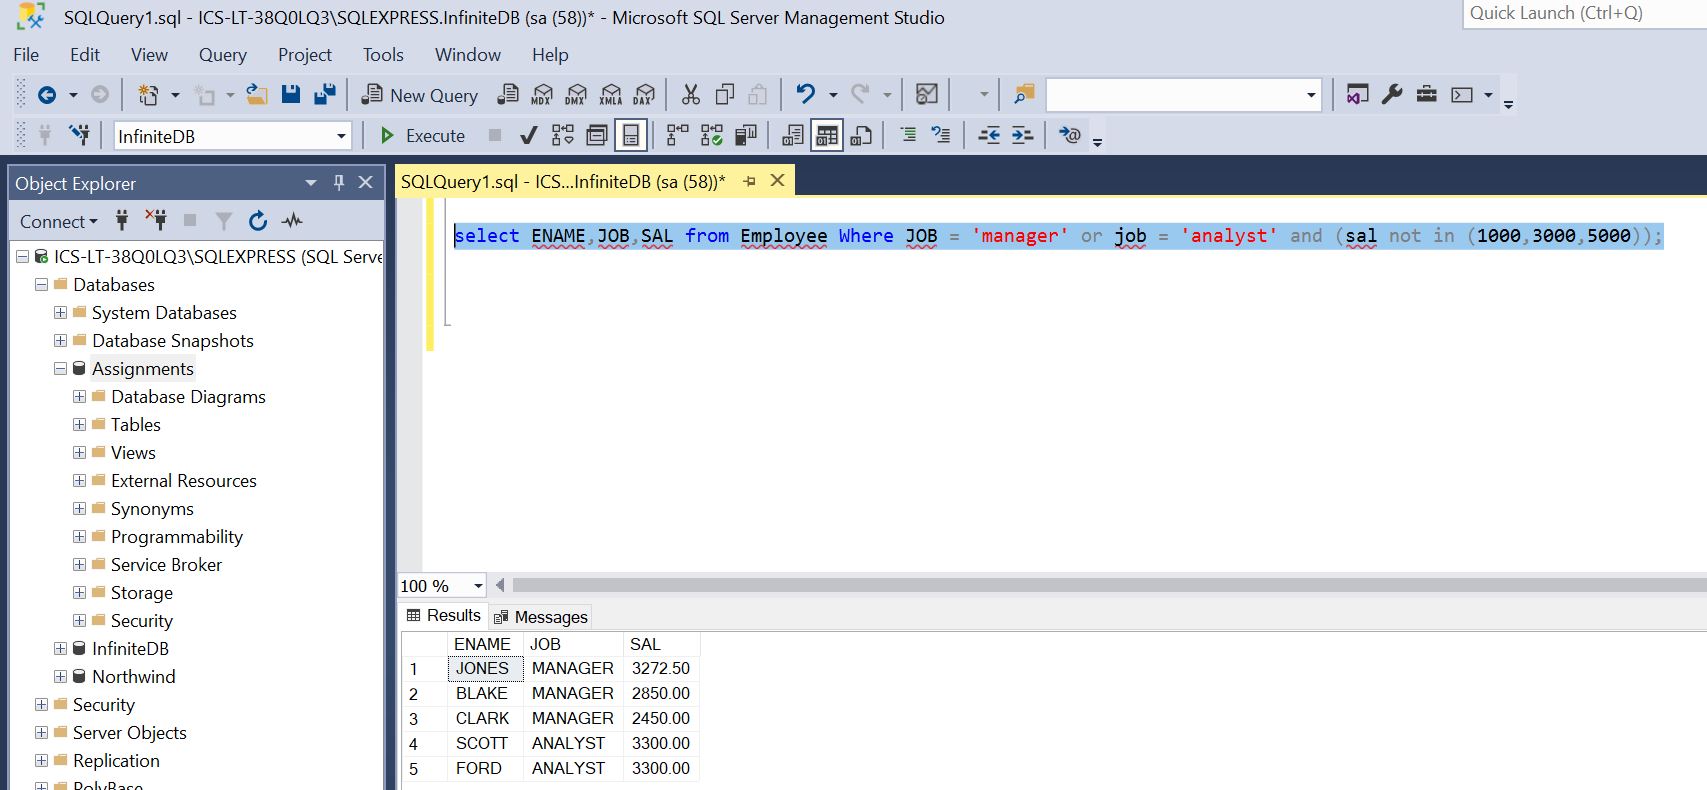 SQLQuery1.sql - ICS-LT-38Q0LQ3\SQLEXPRESS.InfiniteDB (sa (58))* - Microsoft SQL Server Management Studio
Quick Launch (Ctrl+Q)
File Edit View Query Project Tools Window Help
New Query MDX DMX XMLA DAX
InfiniteDB Execute
Object Explorer
SQLQuery1.sql - ICS...InfiniteDB (sa (58))*
Connect
select ENAME,JOB,SAL from Employee Where JOB = 'manager' or job = 'analyst' and (sal not in (1000,3000,5000));
ICS-LT-38Q0LQ3\SQLEXPRESS (SQL Serve
Databases
System Databases
Database Snapshots
Assignments
Database Diagrams
Tables
Views
External Resources
Synonyms
Programmability
Service Broker
Storage
Security
InfiniteDB
Northwind
Security
Server Objects
Replication
PolyBase
100 %
Results Messages
ENAME JOB SAL
1 JONES MANAGER 3272.50
2 BLAKE MANAGER 2850.00
3 CLARK MANAGER 2450.00
4 SCOTT ANALYST 3300.00
5 FORD ANALYST 3300.00